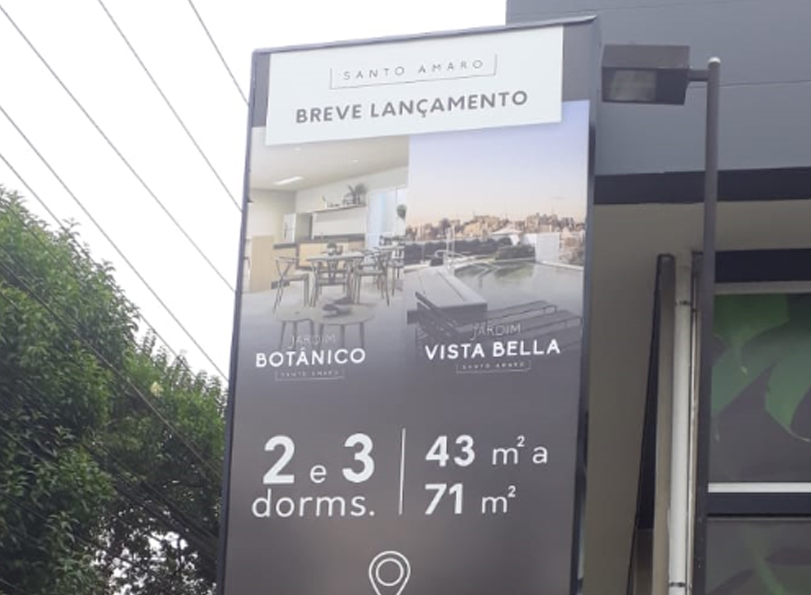 SANTO AMARO
BREVE LANÇAMENTO
JARDIM
BOTÂNICO
SANTO AMARO
JARDIM
VISTA BELLA
SANTO AMARO
2 e 3
dorms.
43 m² a
71 m²